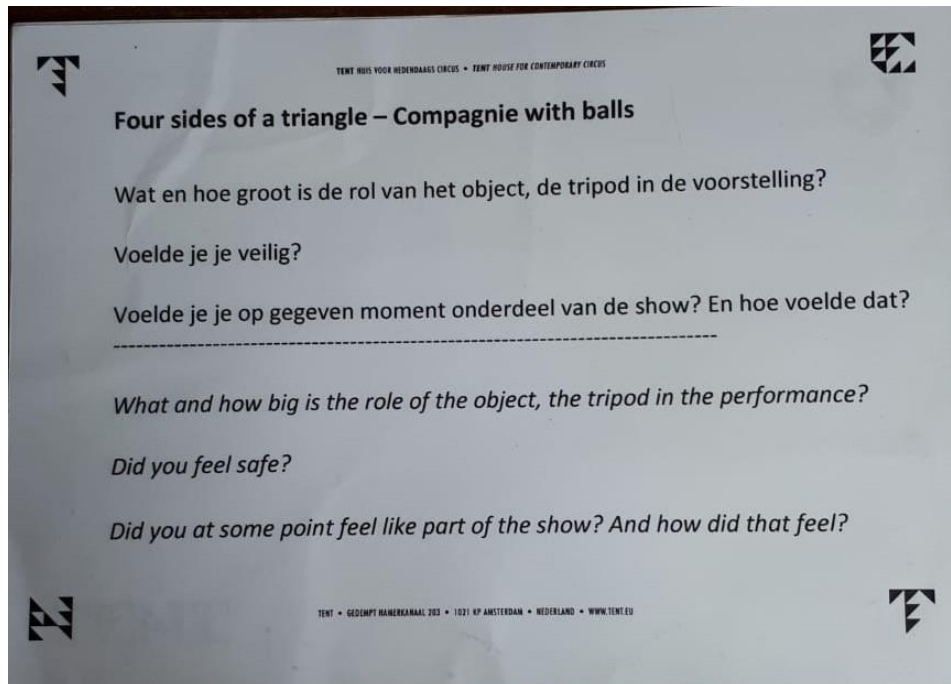 TENT HUIS VOOR HEDENDAAGS CIRCUS • TENT HOUSE FOR CONTEMPORARY CIRCUS
Four sides of a triangle – Compagnie with balls
Wat en hoe groot is de rol van het object, de tripod in de voorstelling?
Voelde je je veilig?
Voelde je je op gegeven moment onderdeel van de show? En hoe voelde dat?
What and how big is the role of the object, the tripod in the performance?
Did you feel safe?
Did you at some point feel like part of the show? And how did that feel?
TENT • GEDEMPT HAMERKANAAL 203 • 1021 KP AMSTERDAM • NEDERLAND • WWW.TENT.EU
T
E
N
T